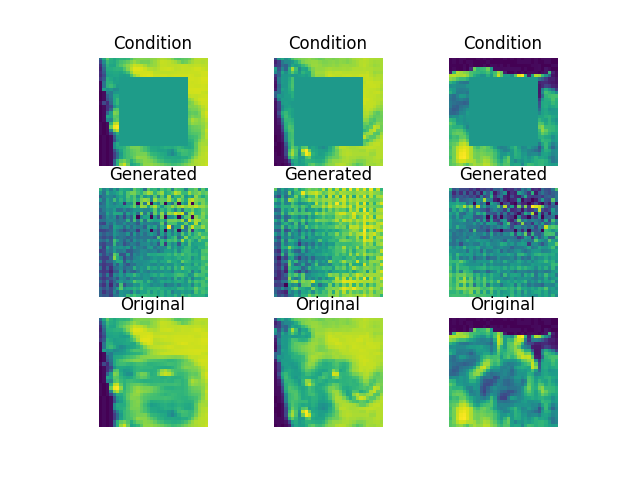 Condition Condition Condition
Generated Generated Generated
Original Original Original